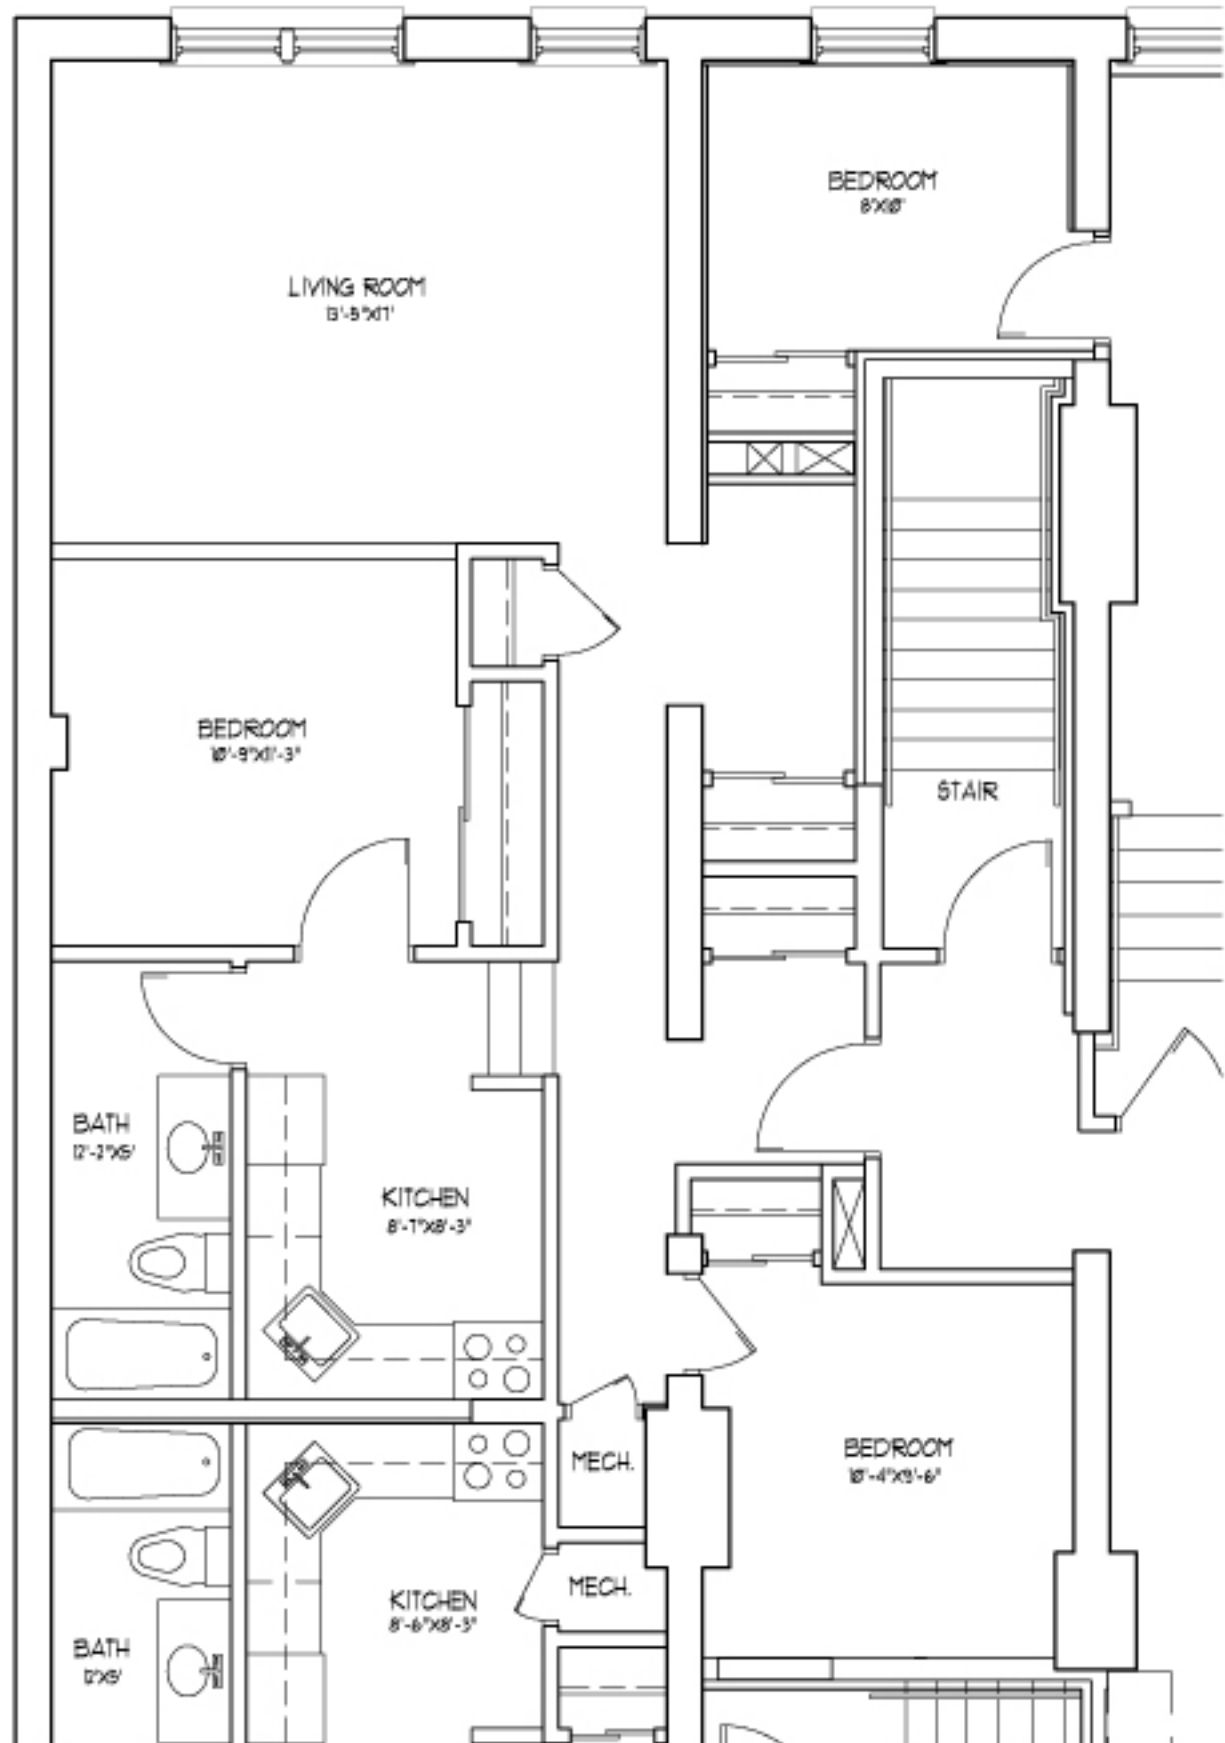 BEDROOM
8'X10'
LIVING ROOM
13'-5"X17'
BEDROOM
10'-9"X11'-3"
STAIR
BATH
12'-2"X5'
KITCHEN
8'-7"X8'-3"
BEDROOM
10'-4"X9'-6"
MECH.
MECH.
KITCHEN
8'-6"X8'-3"
BATH
12'X5'